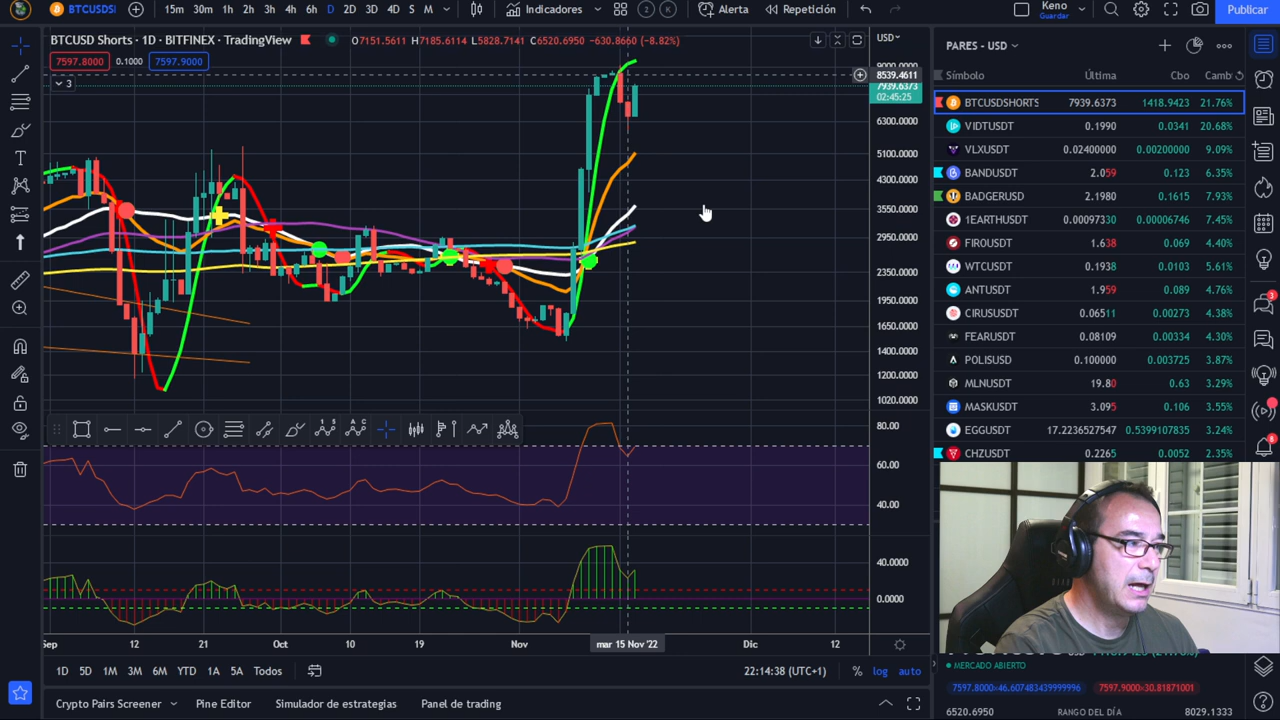 BTCUSDS
15m 30m 1h 2h 3h 4h 6h D 2D 3D 4D S M
Indicadores
2 K
Alerta
Repetición
Keno
Guardar
Publicar
BTCUSD Shorts · 1D · BITFINEX · TradingView
O7151.5611 H7185.6114 L5828.7141 C6520.6950 -630.8660 (-8.82%)
7597.8000 0.1000 7597.9000
3
USD
8539.4611
7939.6373
02:45:25
6300.0000
5100.0000
4300.0000
3550.0000
2950.0000
2350.0000
1950.0000
1650.0000
1400.0000
1200.0000
1020.0000
80.00
60.00
40.00
40.0000
0.0000
Sep 12 21 Oct 10 19 Nov mar 15 Nov '22 Dic 12
1D 5D 1M 3M 6M YTD 1A 5A Todos
22:14:38 (UTC+1) % log auto
Crypto Pairs Screener Pine Editor Simulador de estrategias Panel de trading
PARES - USD
Símbolo Última Cbo Camb
BTCUSDSHORTS 7939.6373 1418.9423 21.76%
VIDTUSDT 0.1990 0.0341 20.68%
VLXUSDT 0.02400000 0.00200000 9.09%
BANDUSDT 2.059 0.123 6.35%
BADGERUSD 2.1980 0.1615 7.93%
1EARTHUSDT 0.00097330 0.00006746 7.45%
FIROUSDT 1.638 0.069 4.40%
WTCUSDT 0.1938 0.0103 5.61%
ANTUSDT 1.959 0.089 4.76%
CIRUSUSDT 0.06511 0.00273 4.38%
FEARUSDT 0.08109 0.00334 4.30%
POLISUSDT 0.100000 0.003725 3.87%
MLNUSDT 19.80 0.63 3.29%
MASKUSDT 3.095 0.106 3.55%
EGGUSDT 17.2236527547 0.5399107835 3.24%
CHZUSDT 0.2265 0.0052 2.35%
MERCADO ABIERTO
7597.8000×46.607483439999996 7597.9000×30.81871001
6520.6950 RANGO DEL DÍA 8029.1333